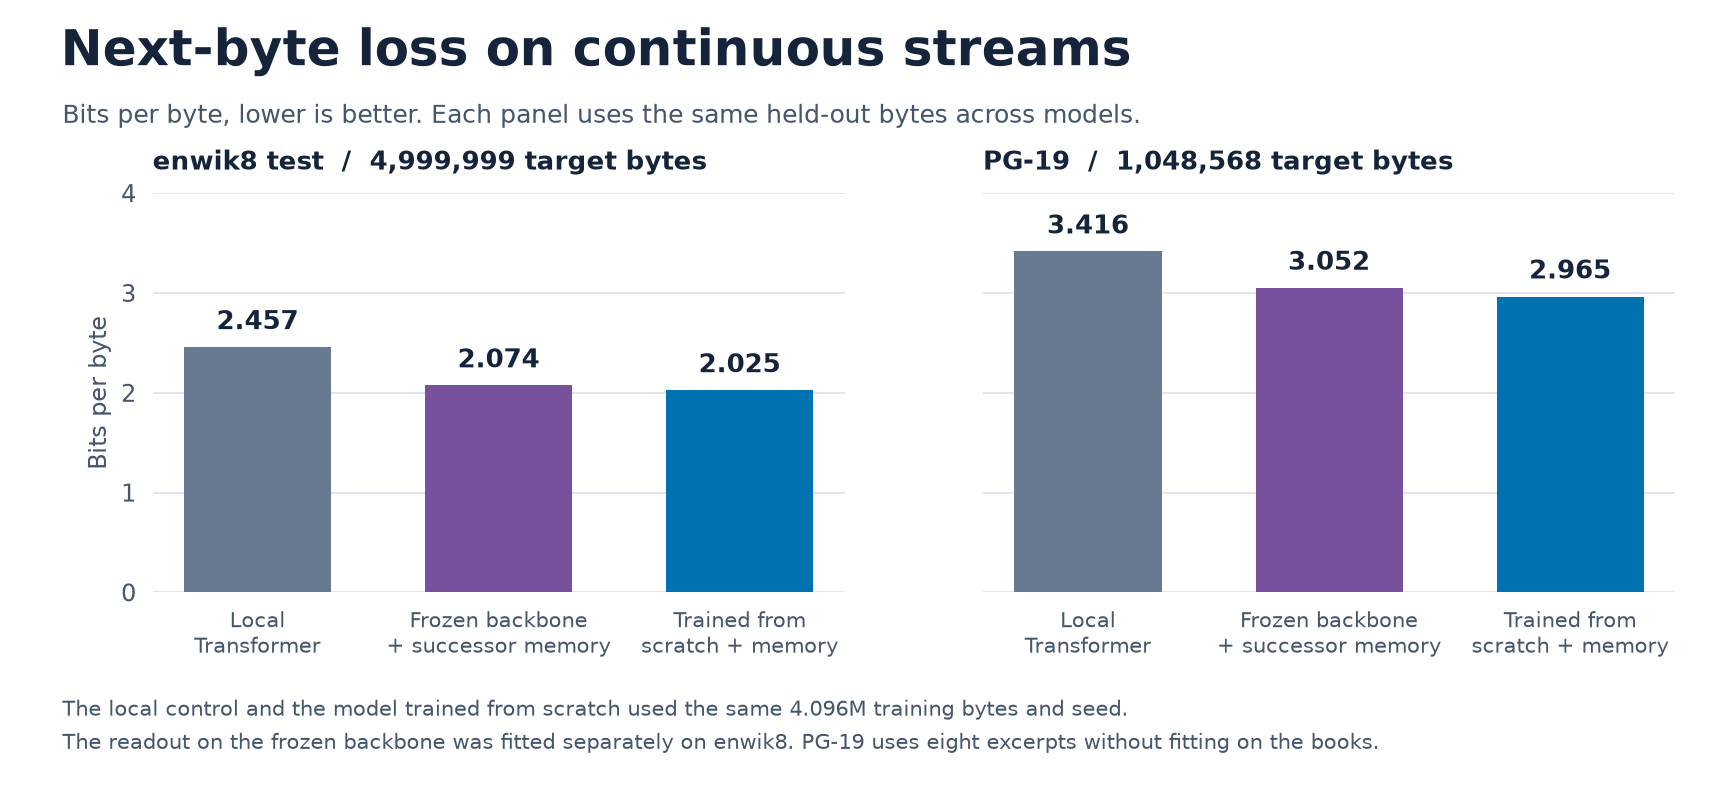 Next-byte loss on continuous streams
Bits per byte, lower is better. Each panel uses the same held-out bytes across models.
enwik8 test / 4,999,999 target bytes
Bits per byte
4
3
2
1
0
2.457
2.074
2.025
Local
Transformer
Frozen backbone
+ successor memory
Trained from
scratch + memory
PG-19 / 1,048,568 target bytes
3.416
3.052
2.965
Local
Transformer
Frozen backbone
+ successor memory
Trained from
scratch + memory
The local control and the model trained from scratch used the same 4.096M training bytes and seed.
The readout on the frozen backbone was fitted separately on enwik8. PG-19 uses eight excerpts without fitting on the books.